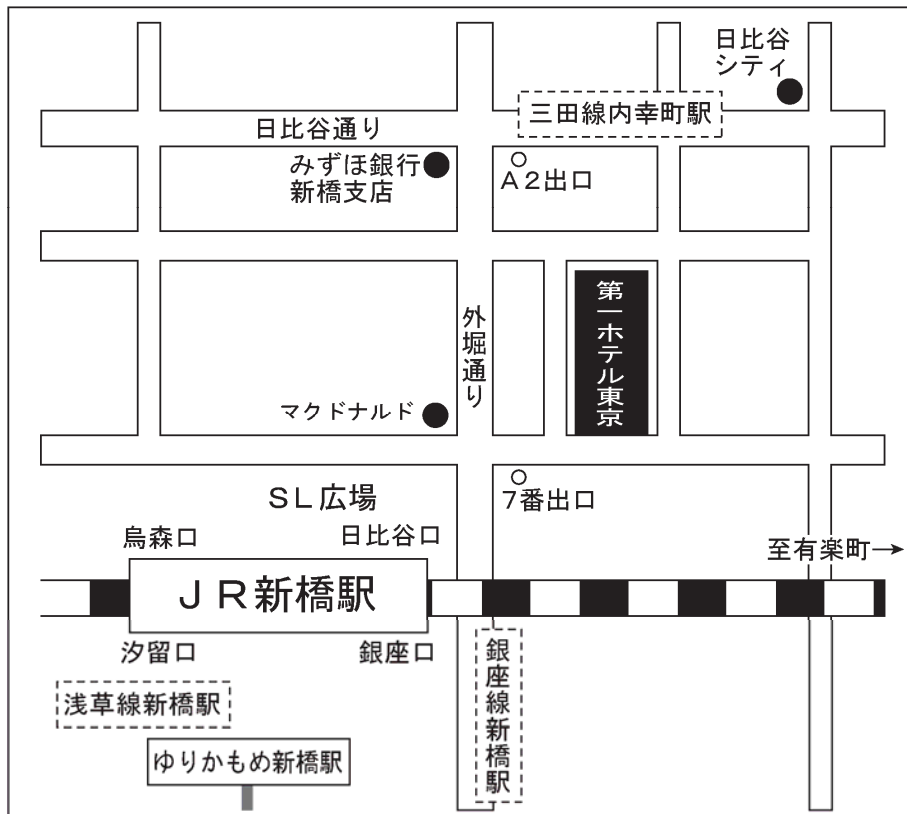 日比谷
シティ
三田線内幸町駅
日比谷通り
みずほ銀行
新橋支店
A2出口
第一ホテル東京
外堀通り
マクドナルド
7番出口
SL広場
烏森口
日比谷口
至有楽町→
JR新橋駅
汐留口
銀座口
銀座線新橋駅
浅草線新橋駅
ゆりかもめ新橋駅